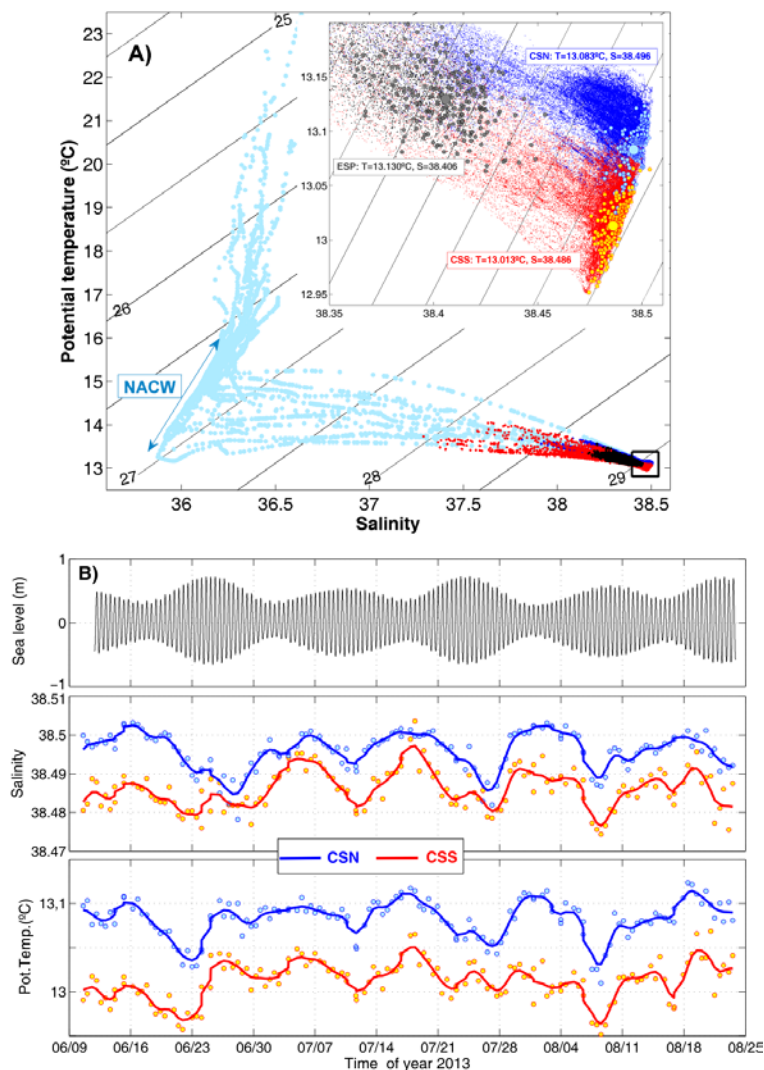 A)
Potential temperature (ºC)
23
22
21
20
19
18
17
16
15
14
13
25
26
27
28
29
NACW
36
36.5
37
37.5
38
38.5
Salinity
CSN: T=13.083ºC, S=38.496
ESP: T=13.130ºC, S=38.406
CSS: T=13.013ºC, S=38.486
13.15
13.1
13.05
13
12.95
38.35
38.4
38.45
38.5
B)
Sea level (m)
1
0
−1
Salinity
38.51
38.5
38.49
38.48
38.47
CSN
CSS
Pot.Temp.(ºC)
13.1
13
06/09 06/16 06/23 06/30 07/07 07/14 07/21 07/28 08/04 08/11 08/18 08/25
Time of year 2013